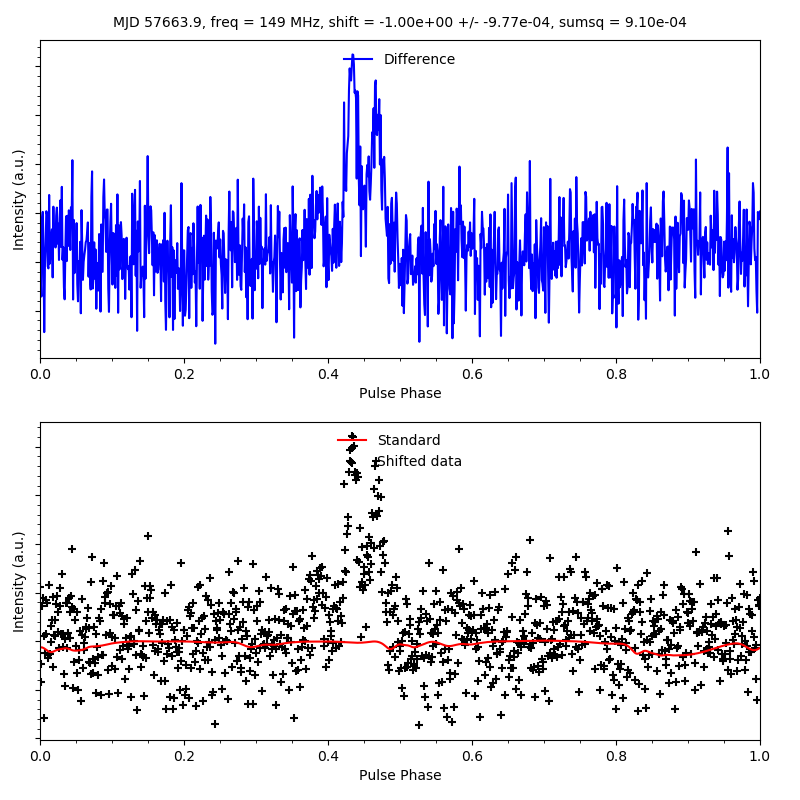 MJD 57663.9, freq = 149 MHz, shift = -1.00e+00 +/- -9.77e-04, sumsq = 9.10e-04
Difference
Intensity (a.u.)
0.0 0.2 0.4 0.6 0.8 1.0
Pulse Phase
Standard
Shifted data
Intensity (a.u.)
0.0 0.2 0.4 0.6 0.8 1.0
Pulse Phase